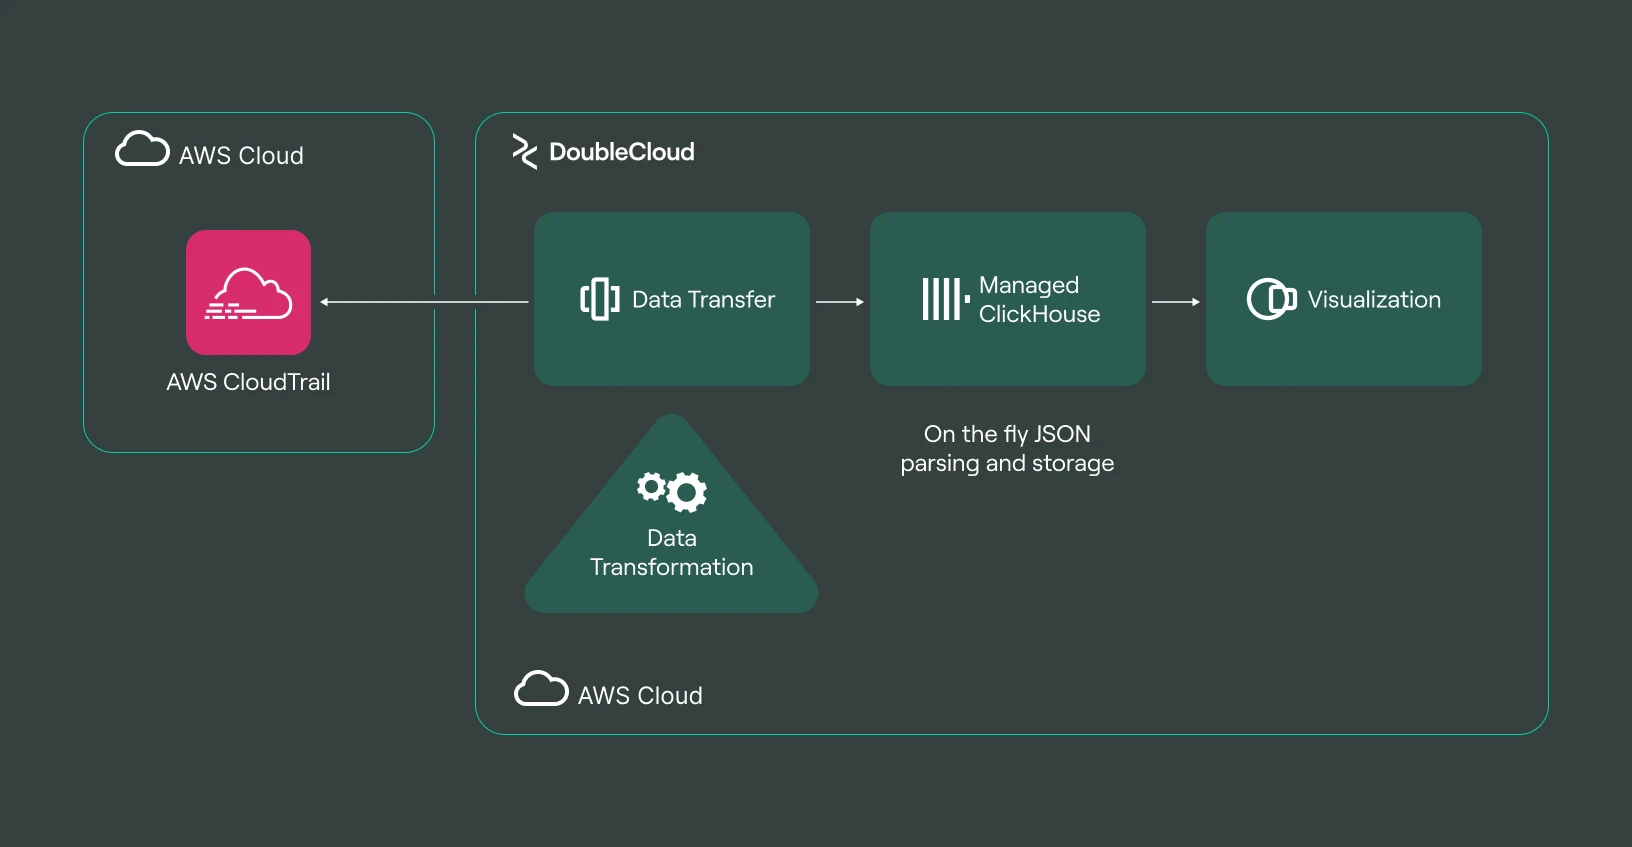 AWS Cloud
AWS CloudTrail
DoubleCloud
Data Transfer
Managed
ClickHouse
Visualization
On the fly JSON
parsing and storage
Data
Transformation
AWS Cloud